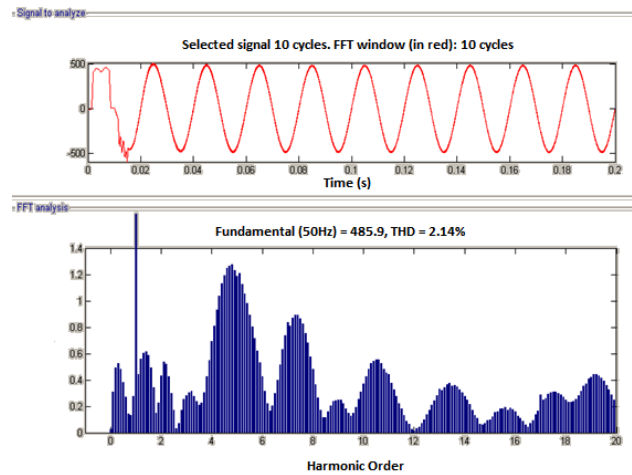 Signal to analyze
Selected signal 10 cycles. FFT window (in red): 10 cycles
500
0
-500
0 0.02 0.04 0.06 0.08 0.1 0.12 0.14 0.16 0.18 0.2
Time (s)
FFT analysis
Fundamental (50Hz) = 485.9, THD = 2.14%
1.4
1.2
1
0.8
0.6
0.4
0.2
0
0 2 4 6 8 10 12 14 16 18 20
Harmonic Order